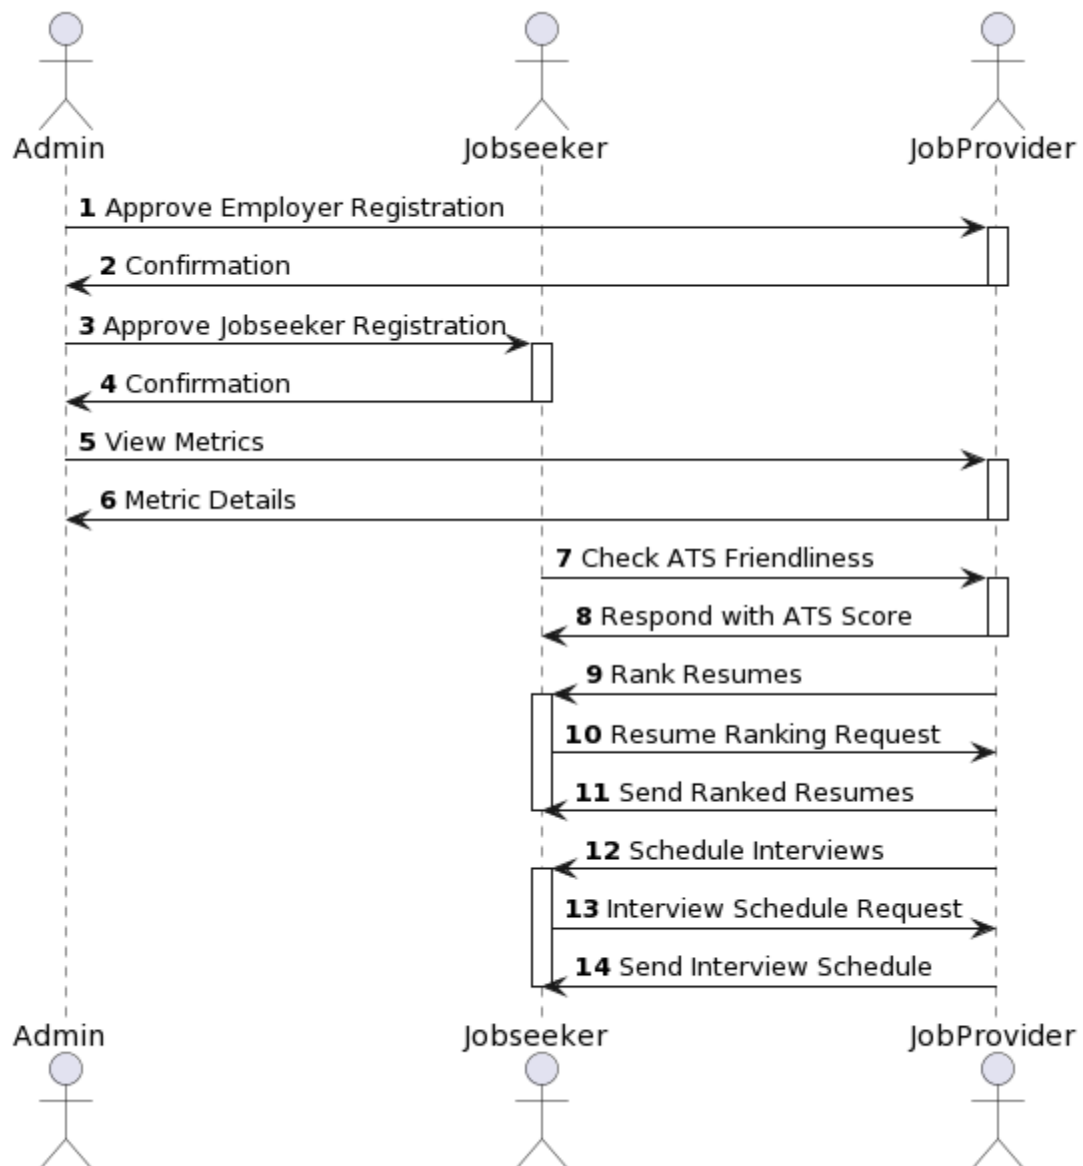 Admin
Jobseeker
JobProvider
1 Approve Employer Registration
2 Confirmation
3 Approve Jobseeker Registration
4 Confirmation
5 View Metrics
6 Metric Details
7 Check ATS Friendliness
8 Respond with ATS Score
9 Rank Resumes
10 Resume Ranking Request
11 Send Ranked Resumes
12 Schedule Interviews
13 Interview Schedule Request
14 Send Interview Schedule
Admin
Jobseeker
JobProvider